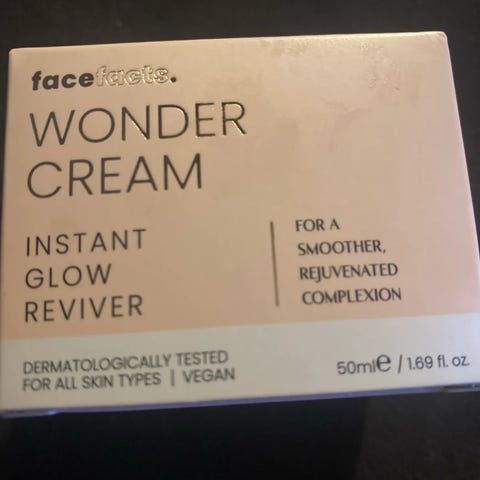 facefacts.
WONDER
CREAM
INSTANT
GLOW
REVIVER
FOR A
SMOOTHER,
REJUVENATED
COMPLEXION
DERMATOLOGICALLY TESTED
FOR ALL SKIN TYPES | VEGAN
50ml℮ / 1.69 fl. oz.